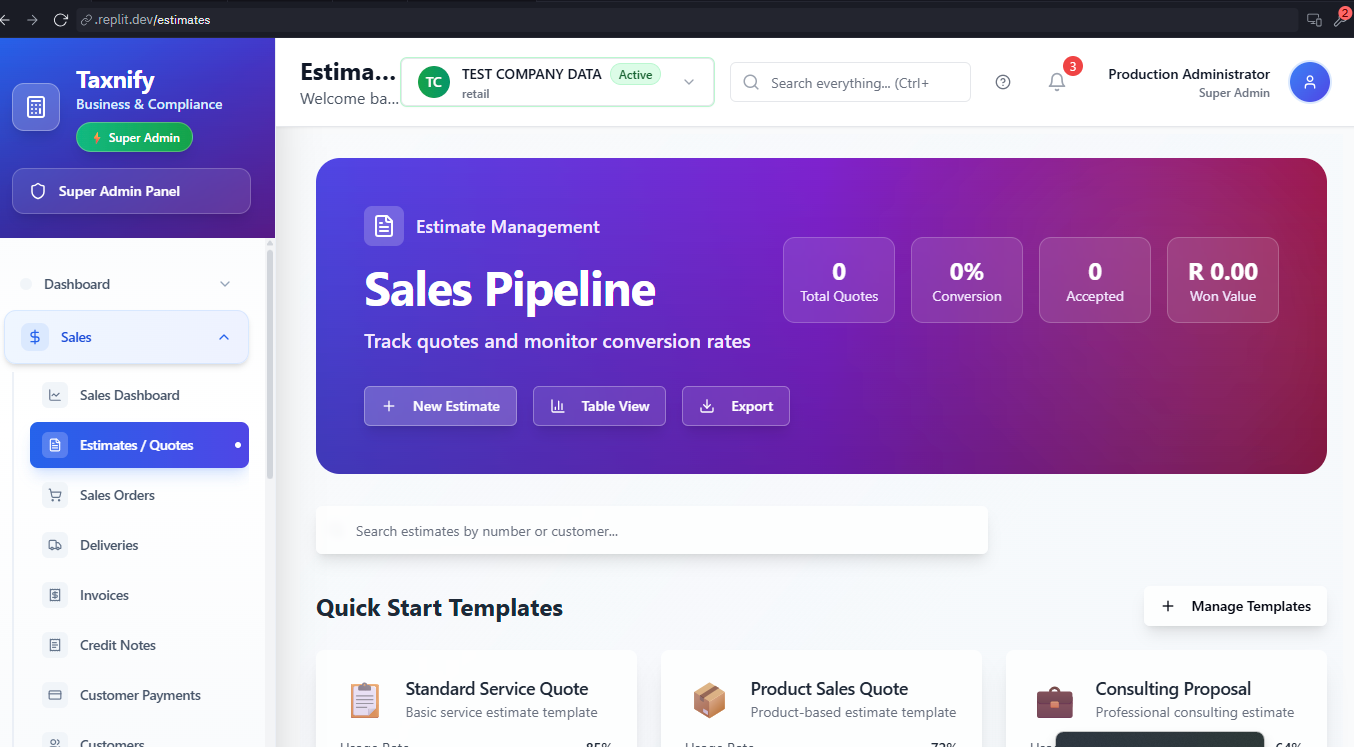 .replit.dev/estimates
2
Taxnify
Business & Compliance
Super Admin
Super Admin Panel
Dashboard
Sales
Sales Dashboard
Estimates / Quotes
Sales Orders
Deliveries
Invoices
Credit Notes
Customer Payments
Customers
Estima...
Welcome ba...
TC
TEST COMPANY DATA
Active
retail
Search everything... (Ctrl+
3
Production Administrator
Super Admin
Estimate Management
Sales Pipeline
Track quotes and monitor conversion rates
0
Total Quotes
0%
Conversion
0
Accepted
R 0.00
Won Value
New Estimate
Table View
Export
Search estimates by number or customer...
Quick Start Templates
Manage Templates
Standard Service Quote
Basic service estimate template
Usage Rate
85%
Product Sales Quote
Product-based estimate template
Usage Rate
72%
Consulting Proposal
Professional consulting estimate
64%